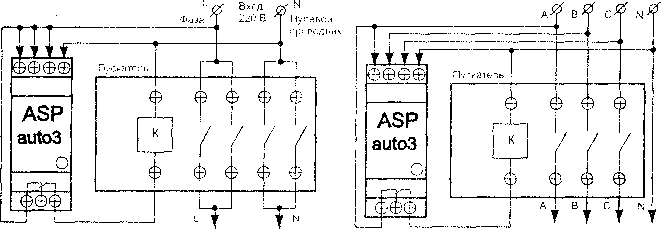 L Вход N
Фаза 220 В Нулевой
проводник
Пускатель
ASP
auto3
К
L N
A B C N
Пускатель
ASP
auto3
К
A B C N